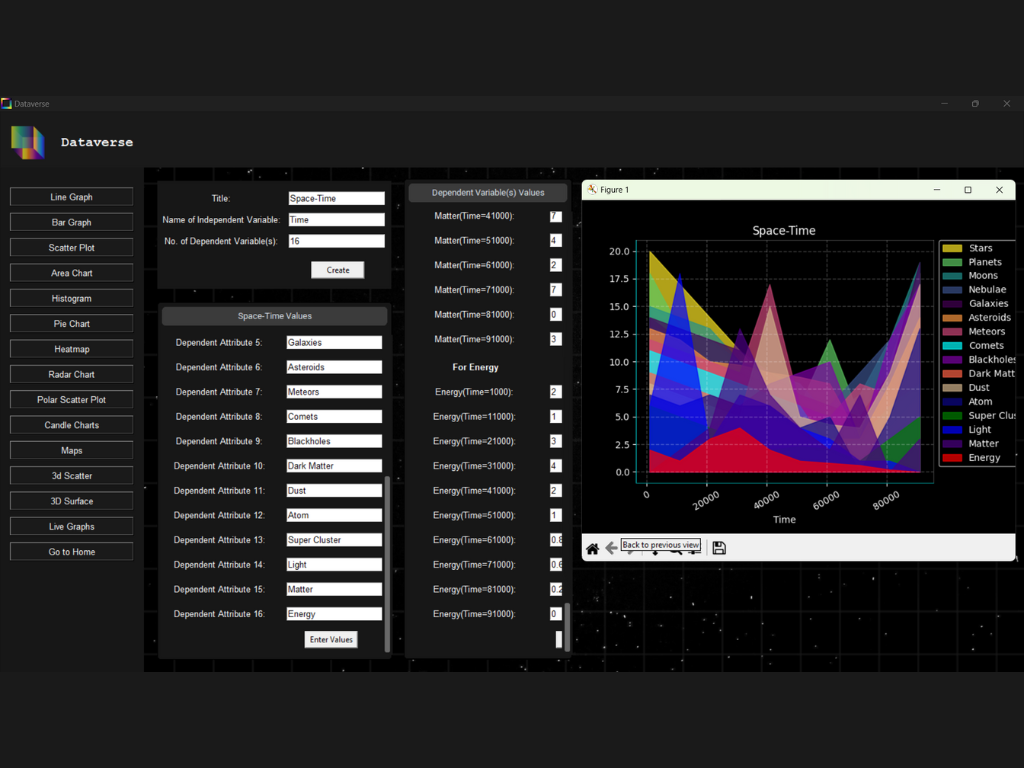 Dataverse
Dataverse
Line Graph
Bar Graph
Scatter Plot
Area Chart
Histogram
Pie Chart
Heatmap
Radar Chart
Polar Scatter Plot
Candle Charts
Maps
3d Scatter
3D Surface
Live Graphs
Go to Home
Title: Space-Time
Name of Independent Variable: Time
No. of Dependent Variable(s): 16
Create
Space-Time Values
Dependent Attribute 5: Galaxies
Dependent Attribute 6: Asteroids
Dependent Attribute 7: Meteors
Dependent Attribute 8: Comets
Dependent Attribute 9: Blackholes
Dependent Attribute 10: Dark Matter
Dependent Attribute 11: Dust
Dependent Attribute 12: Atom
Dependent Attribute 13: Super Cluster
Dependent Attribute 14: Light
Dependent Attribute 15: Matter
Dependent Attribute 16: Energy
Enter Values
Dependent Variable(s) Values
Matter(Time=41000): 7
Matter(Time=51000): 4
Matter(Time=61000): 2
Matter(Time=71000): 7
Matter(Time=81000): 0
Matter(Time=91000): 3
For Energy
Energy(Time=1000): 2
Energy(Time=11000): 1
Energy(Time=21000): 3
Energy(Time=31000): 4
Energy(Time=41000): 2
Energy(Time=51000): 1
Energy(Time=61000): 0.8
Energy(Time=71000): 0.6
Energy(Time=81000): 0.2
Energy(Time=91000): 0
Figure 1
Space-Time
20.0
17.5
15.0
12.5
10.0
7.5
5.0
2.5
0.0
0
20000
40000
60000
80000
Time
Stars
Planets
Moons
Nebulae
Galaxies
Asteroids
Meteors
Comets
Blackholes
Dark Matt
Dust
Atom
Super Clus
Light
Matter
Energy
Back to previous view